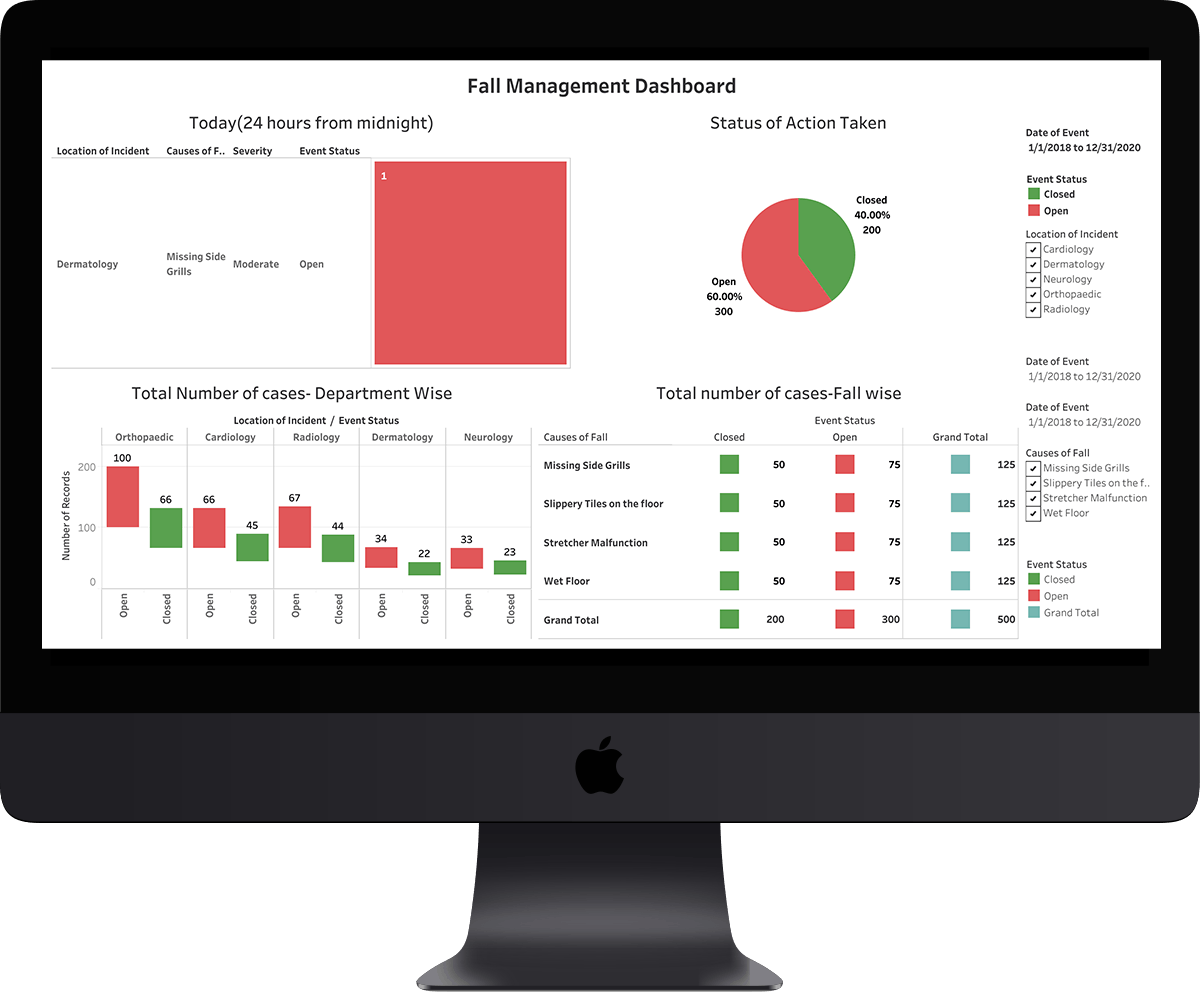 Fall Management Dashboard
Today(24 hours from midnight)
Location of Incident Causes of F.. Severity Event Status
1
Dermatology Missing Side Grills Moderate Open
Status of Action Taken
Closed
40.00%
200
Open
60.00%
300
Date of Event
1/1/2018 to 12/31/2020
Event Status
Closed
Open
Location of Incident
Cardiology
Dermatology
Neurology
Orthopaedic
Radiology
Date of Event
1/1/2018 to 12/31/2020
Date of Event
1/1/2018 to 12/31/2020
Causes of Fall
Missing Side Grills
Slippery Tiles on the f..
Stretcher Malfunction
Wet Floor
Event Status
Closed
Open
Grand Total
Total Number of cases- Department Wise
Location of Incident / Event Status
Orthopaedic Cardiology Radiology Dermatology Neurology
Number of Records
200
100
0
100 66 66 45 67 44 34 22 33 23
Open Closed Open Closed Open Closed Open Closed Open Closed
Total number of cases-Fall wise
Event Status
Causes of Fall Closed Open Grand Total
Missing Side Grills 50 75 125
Slippery Tiles on the floor 50 75 125
Stretcher Malfunction 50 75 125
Wet Floor 50 75 125
Grand Total 200 300 500